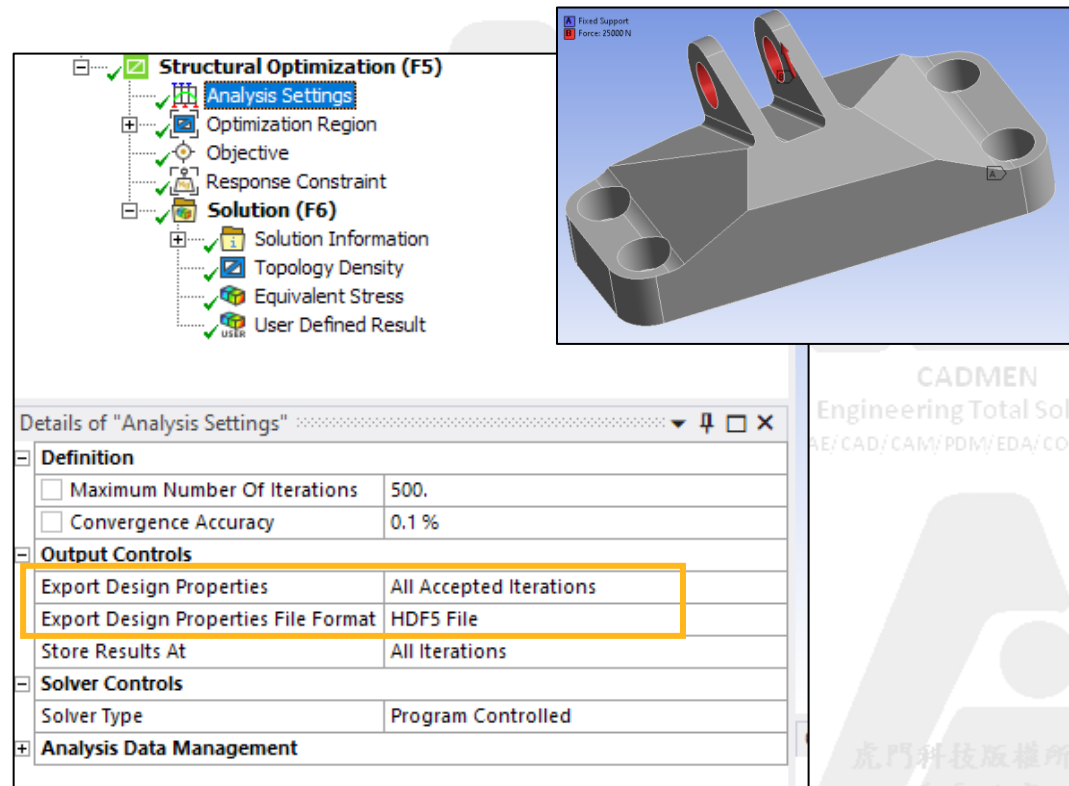 Structural Optimization (F5)
Analysis Settings
Optimization Region
Objective
Response Constraint
Solution (F6)
Solution Information
Topology Density
Equivalent Stress
User Defined Result
A Fixed Support
B Force: 25000 N
B
A
Details of "Analysis Settings"
Definition
Maximum Number Of Iterations 500.
Convergence Accuracy 0.1 %
Output Controls
Export Design Properties All Accepted Iterations
Export Design Properties File Format HDF5 File
Store Results At All Iterations
Solver Controls
Solver Type Program Controlled
Analysis Data Management
CADMEN
Engineering Total Sol
AE/CAD/CAM/PDM/EDA/CO
虎門科技版權所